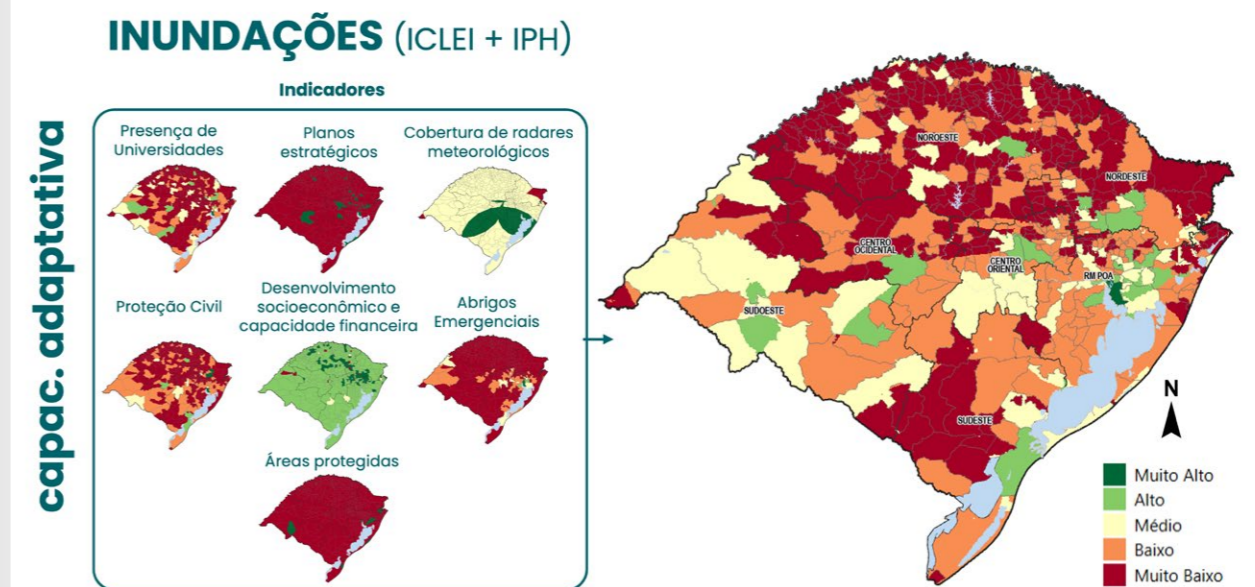 INUNDAÇÕES (ICLEI + IPH)
Indicadores
capac. adaptativa
Presença de
Universidades
Planos
estratégicos
Cobertura de radares
meteorológicos
Proteção Civil
Desenvolvimento
socioeconômico e
capacidade financeira
Abrigos
Emergenciais
Áreas protegidas
NOROESTE
NORDESTE
CENTRO
OCIDENTAL
CENTRO
ORIENTAL
RM POA
SUDOESTE
SUDESTE
N
Muito Alto
Alto
Médio
Baixo
Muito Baixo